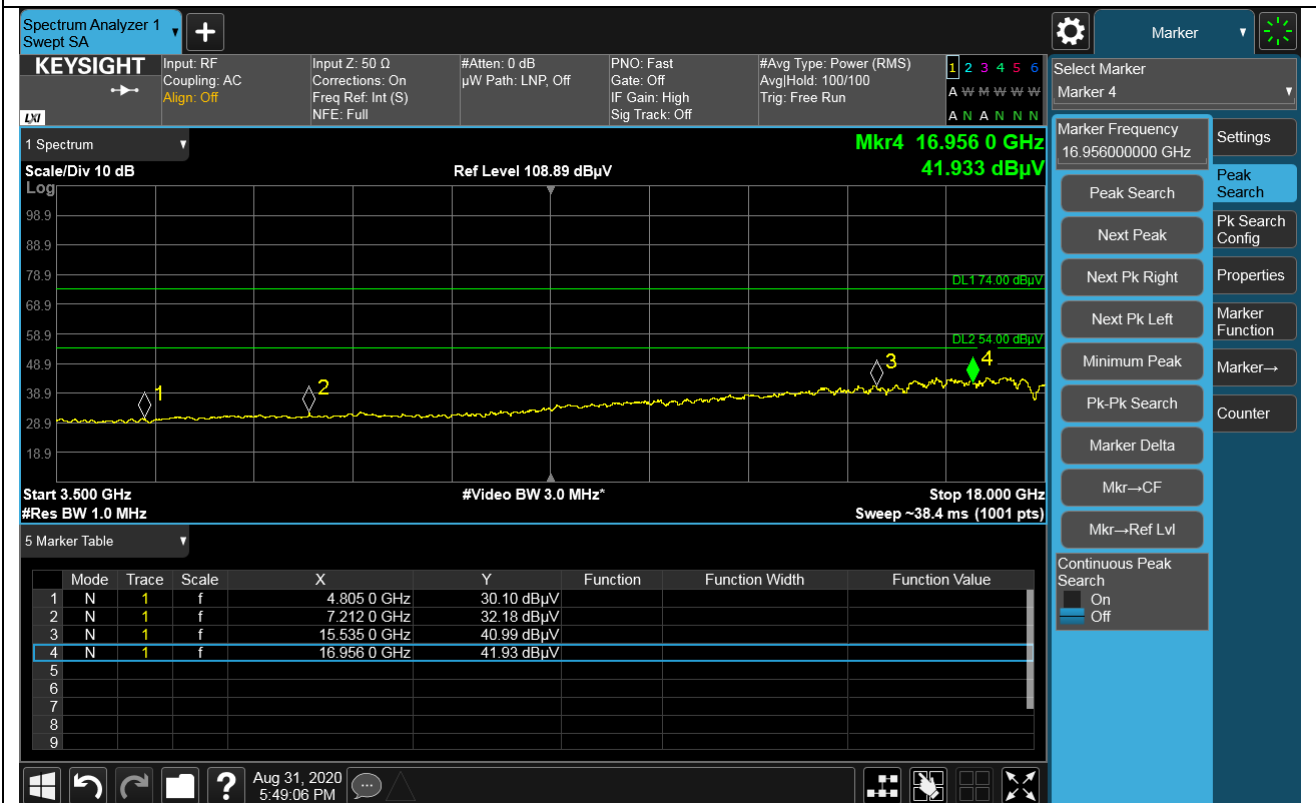 Spectrum Analyzer 1
Swept SA
+
Marker
KEYSIGHT
LXI
Input: RF
Coupling: AC
Align: Off
Input Z: 50 Ω
Corrections: On
Freq Ref: Int (S)
NFE: Full
#Atten: 0 dB
µW Path: LNP, Off
PNO: Fast
Gate: Off
IF Gain: High
Sig Track: Off
#Avg Type: Power (RMS)
Avg|Hold: 100/100
Trig: Free Run
1 2 3 4 5 6
A W M W W W
A N A N N N
Select Marker
Marker 4
Marker Frequency
16.956000000 GHz
Settings
Peak Search
Peak
Search
Next Peak
Pk Search
Config
Next Pk Right
Properties
Next Pk Left
Marker
Function
Minimum Peak
Marker→
Pk-Pk Search
Counter
Marker Delta
Mkr→CF
Mkr→Ref Lvl
Continuous Peak
Search
On
Off
1 Spectrum
Mkr4 16.956 0 GHz
41.933 dBµV
Scale/Div 10 dB
Ref Level 108.89 dBµV
Log
98.9
88.9
78.9
DL1 74.00 dBµV
68.9
58.9
DL2 54.00 dBµV
48.9
38.9
28.9
18.9
1
2
3
4
Start 3.500 GHz
#Video BW 3.0 MHz*
Stop 18.000 GHz
#Res BW 1.0 MHz
Sweep ~38.4 ms (1001 pts)
5 Marker Table
Mode Trace Scale X Y Function Function Width Function Value
1 N 1 f 4.805 0 GHz 30.10 dBµV
2 N 1 f 7.212 0 GHz 32.18 dBµV
3 N 1 f 15.535 0 GHz 40.99 dBµV
4 N 1 f 16.956 0 GHz 41.93 dBµV
5
6
7
8
9
?
Aug 31, 2020
5:49:06 PM